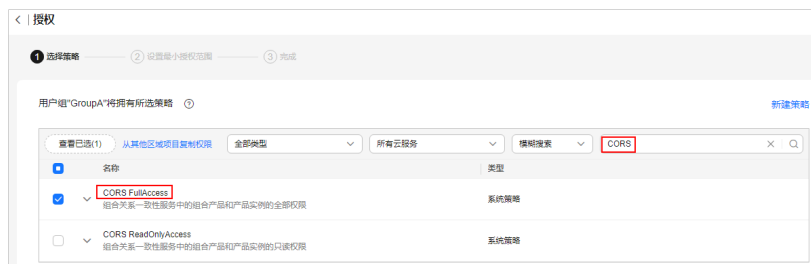 < | 授权
1 选择策略 2 设置最小授权范围 3 完成
用户组"GroupA"将拥有所选策略 ? 新建策略
查看已选(1) 从其他区域项目复制权限 全部类型 所有云服务 模糊搜索 CORS
名称 类型
CORS FullAccess
组合关系一致性服务中的组合产品和产品实例的全部权限 系统策略
CORS ReadOnlyAccess
组合关系一致性服务中的组合产品和产品实例的只读权限 系统策略